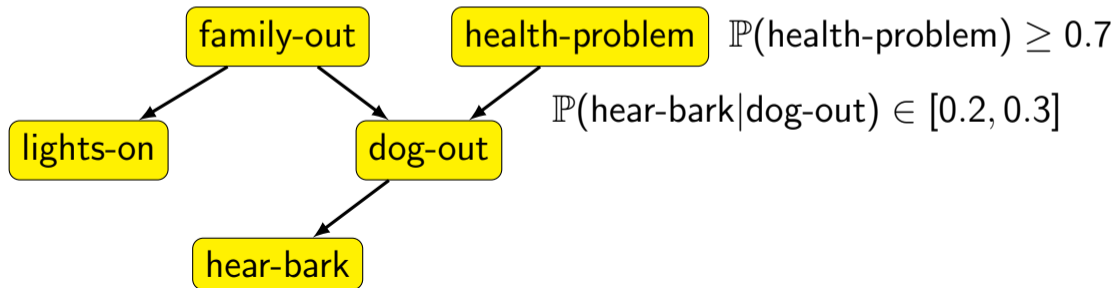 family-out
health-problem
ℙ(health-problem) ≥ 0.7
ℙ(hear-bark|dog-out) ∈ [0.2, 0.3]
lights-on
dog-out
hear-bark